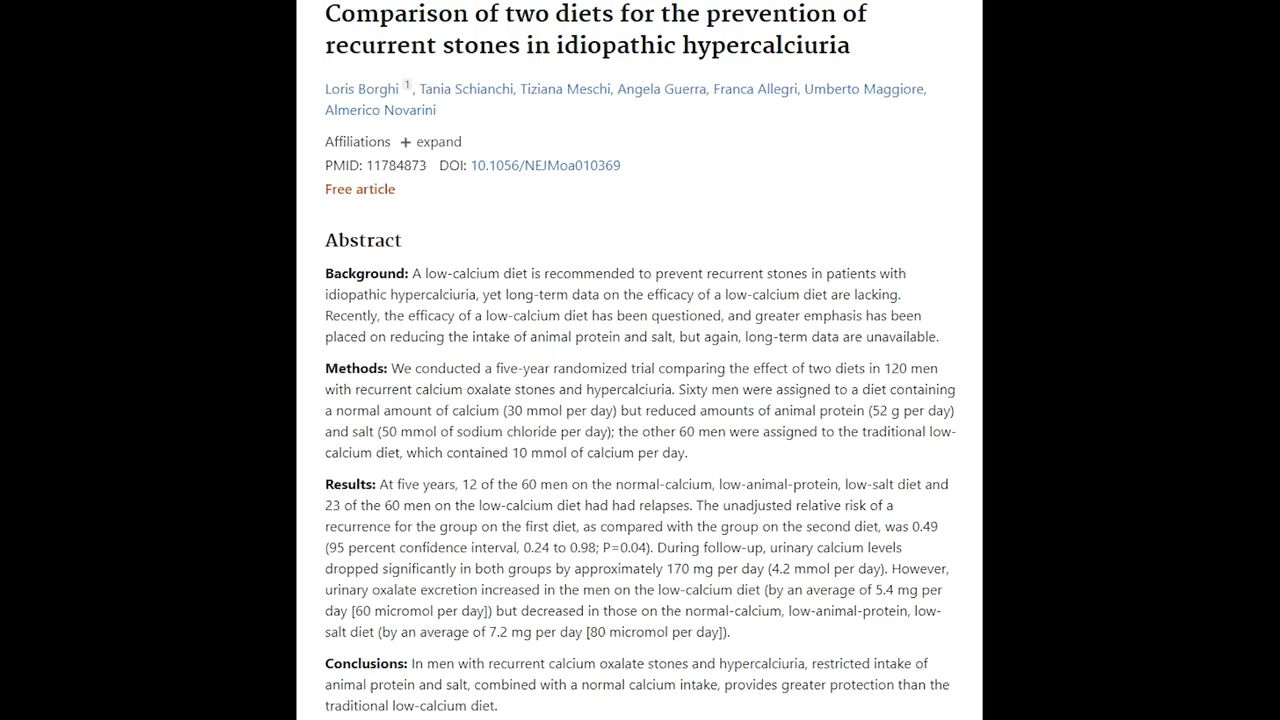 Comparison of two diets for the prevention of
recurrent stones in idiopathic hypercalciuria
Loris Borghi 1, Tania Schianchi, Tiziana Meschi, Angela Guerra, Franca Allegri, Umberto Maggiore,
Almerico Novarini
Affiliations + expand
PMID: 11784873 DOI: 10.1056/NEJMoa010369
Free article
Abstract
Background: A low-calcium diet is recommended to prevent recurrent stones in patients with
idiopathic hypercalciuria, yet long-term data on the efficacy of a low-calcium diet are lacking.
Recently, the efficacy of a low-calcium diet has been questioned, and greater emphasis has been
placed on reducing the intake of animal protein and salt, but again, long-term data are unavailable.
Methods: We conducted a five-year randomized trial comparing the effect of two diets in 120 men
with recurrent calcium oxalate stones and hypercalciuria. Sixty men were assigned to a diet containing
a normal amount of calcium (30 mmol per day) but reduced amounts of animal protein (52 g per day)
and salt (50 mmol of sodium chloride per day); the other 60 men were assigned to the traditional low-
calcium diet, which contained 10 mmol of calcium per day.
Results: At five years, 12 of the 60 men on the normal-calcium, low-animal-protein, low-salt diet and
23 of the 60 men on the low-calcium diet had had relapses. The unadjusted relative risk of a
recurrence for the group on the first diet, as compared with the group on the second diet, was 0.49
(95 percent confidence interval, 0.24 to 0.98; P=0.04). During follow-up, urinary calcium levels
dropped significantly in both groups by approximately 170 mg per day (4.2 mmol per day). However,
urinary oxalate excretion increased in the men on the low-calcium diet (by an average of 5.4 mg per
day [60 micromol per day]) but decreased in those on the normal-calcium, low-animal-protein, low-
salt diet (by an average of 7.2 mg per day [80 micromol per day]).
Conclusions: In men with recurrent calcium oxalate stones and hypercalciuria, restricted intake of
animal protein and salt, combined with a normal calcium intake, provides greater protection than the
traditional low-calcium diet.